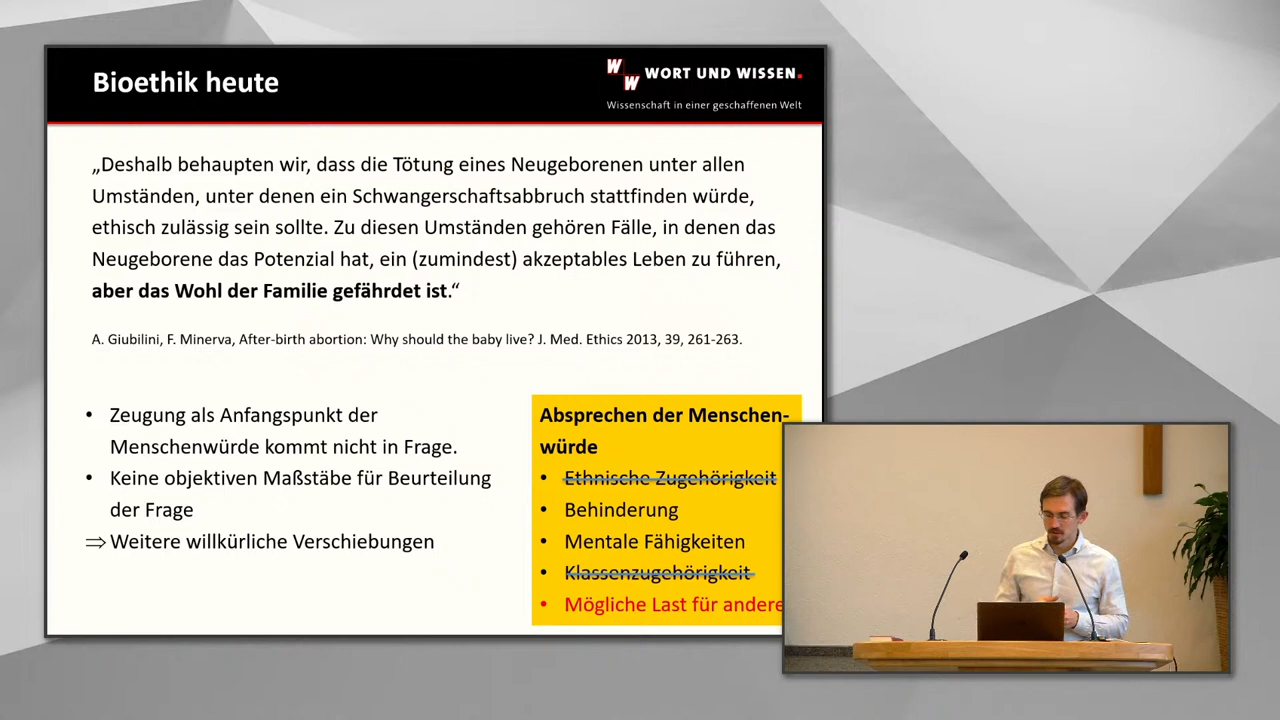 Bioethik heute
W W WORT UND WISSEN.
Wissenschaft in einer geschaffenen Welt
„Deshalb behaupten wir, dass die Tötung eines Neugeborenen unter allen
Umständen, unter denen ein Schwangerschaftsabbruch stattfinden würde,
ethisch zulässig sein sollte. Zu diesen Umständen gehören Fälle, in denen das
Neugeborene das Potenzial hat, ein (zumindest) akzeptables Leben zu führen,
aber das Wohl der Familie gefährdet ist.“
A. Giubilini, F. Minerva, After-birth abortion: Why should the baby live? J. Med. Ethics 2013, 39, 261-263.
• Zeugung als Anfangspunkt der
Menschenwürde kommt nicht in Frage.
• Keine objektiven Maßstäbe für Beurteilung
der Frage
⇒ Weitere willkürliche Verschiebungen
Absprechen der Menschen-
würde
• Ethnische Zugehörigkeit
• Behinderung
• Mentale Fähigkeiten
• Klassenzugehörigkeit
• Mögliche Last für andere